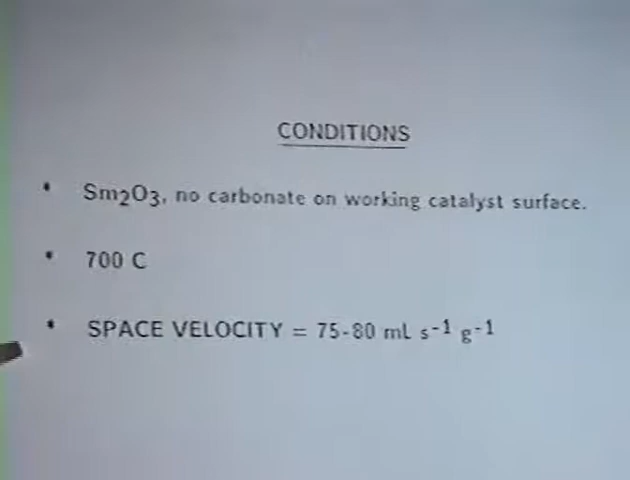 CONDITIONS
• Sm₂O₃, no carbonate on working catalyst surface.
• 700 C
• SPACE VELOCITY = 75-80 mL s⁻¹ g⁻¹